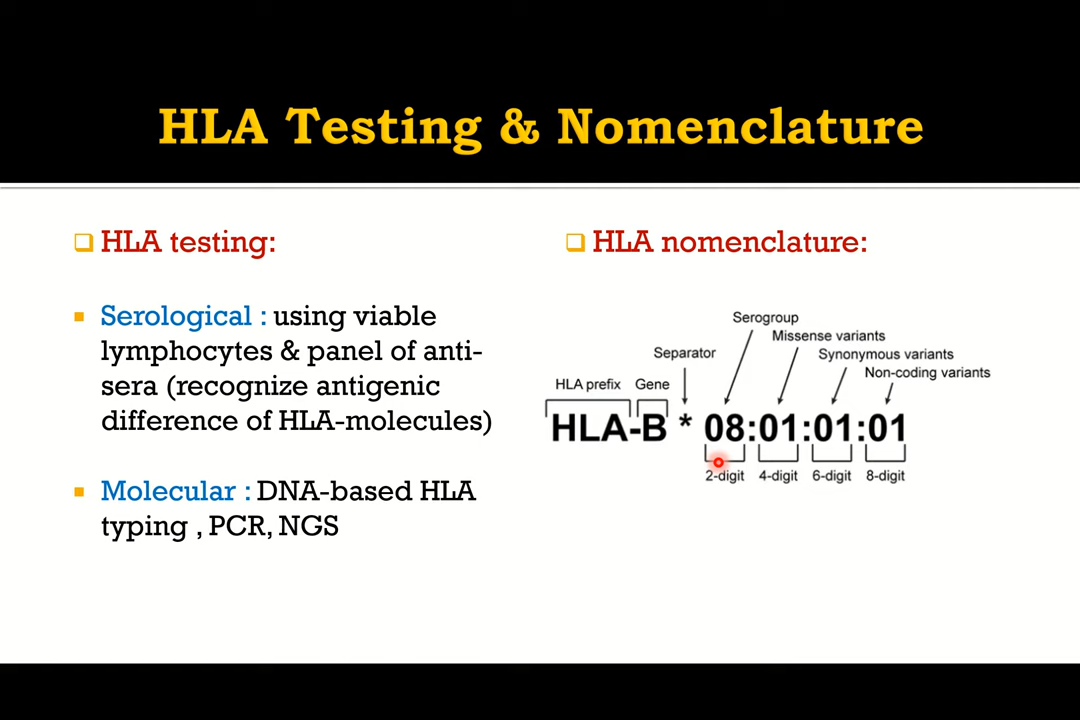 HLA Testing & Nomenclature
HLA testing:
Serological : using viable
lymphocytes & panel of anti-
sera (recognize antigenic
difference of HLA-molecules)
Molecular : DNA-based HLA
typing , PCR, NGS
HLA nomenclature:
Serogroup
Missense variants
Separator
Synonymous variants
Non-coding variants
HLA prefix Gene
HLA-B * 08:01:01:01
2-digit 4-digit 6-digit 8-digit